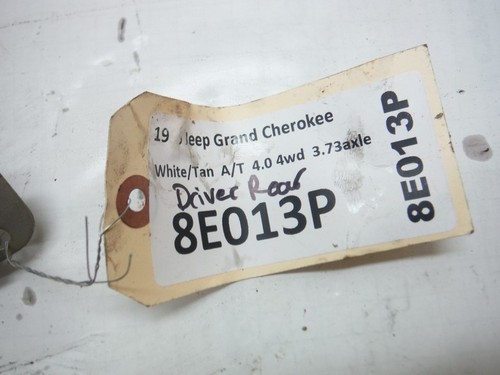 19 Jeep Grand Cherokee
White/Tan A/T 4.0 4wd 3.73axle
Driver Rear
8E013P
8E013P